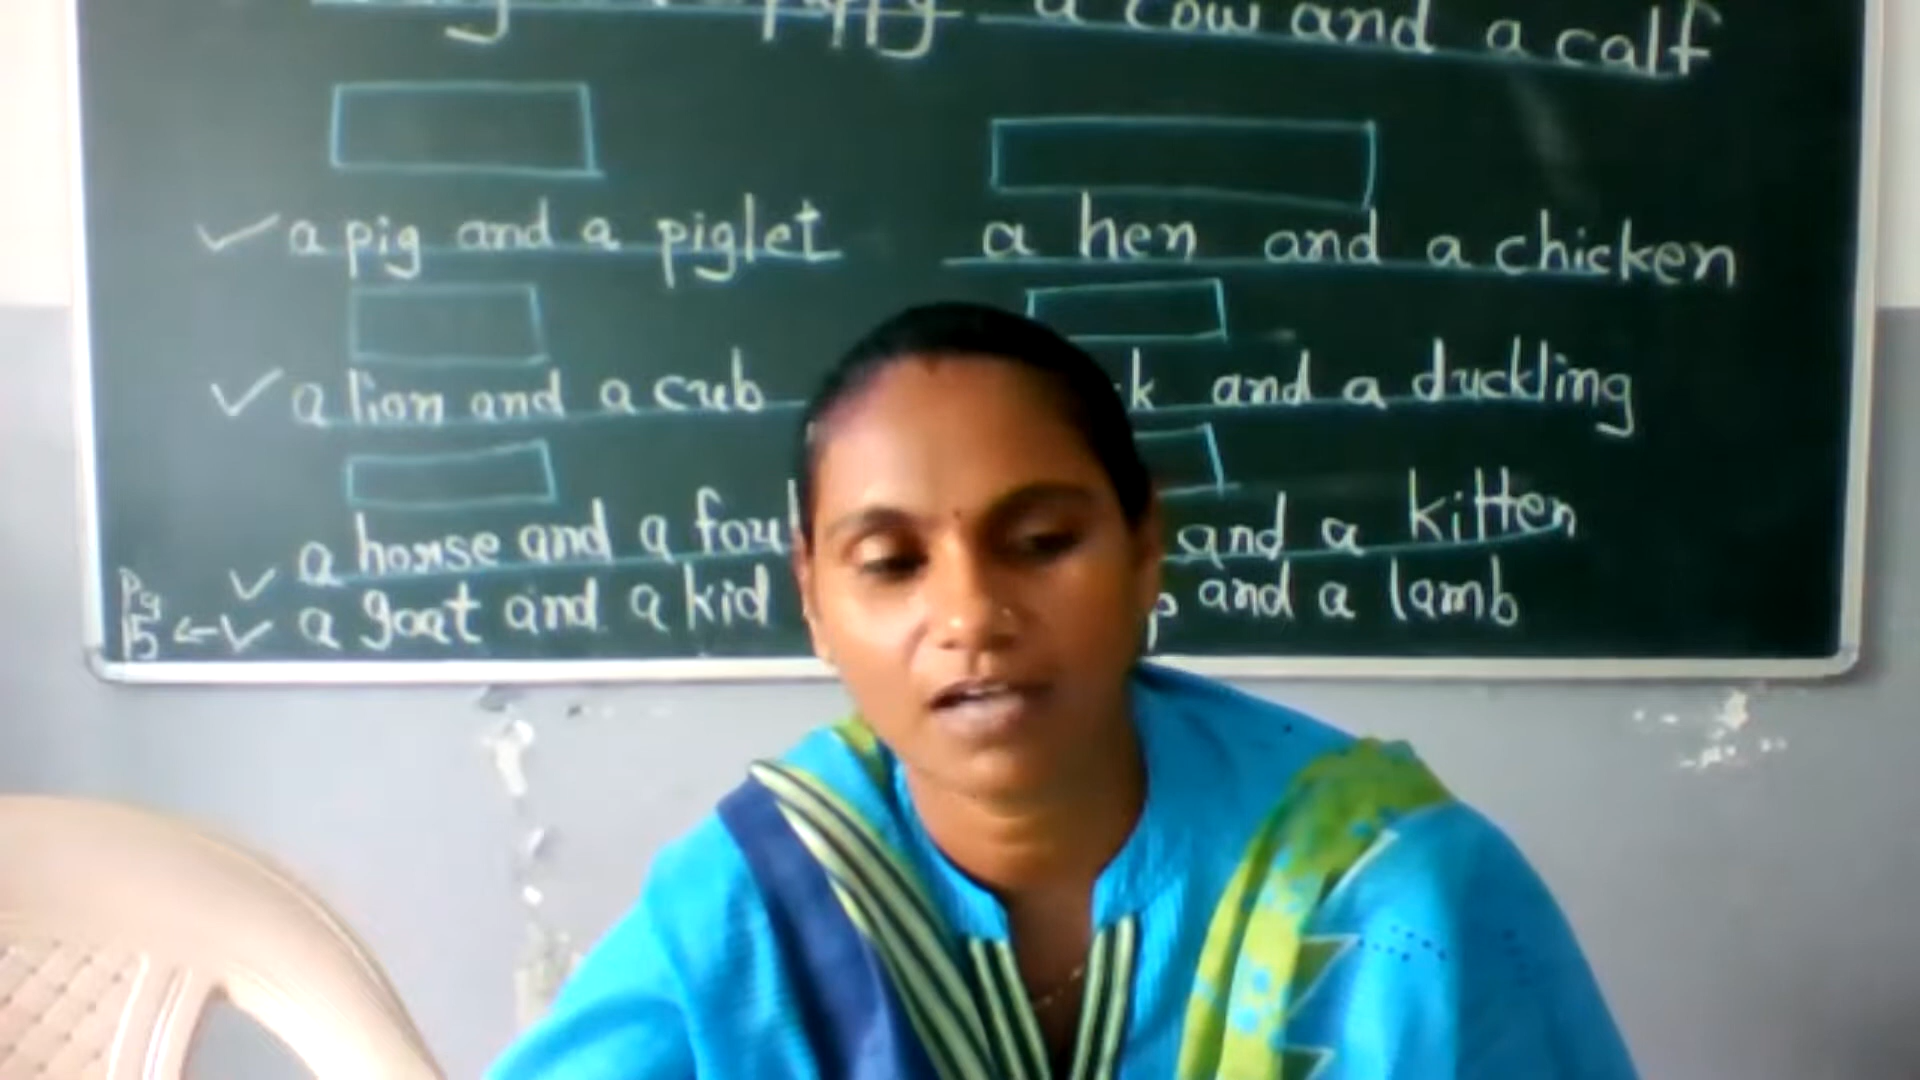 a cow and a calf
a pig and a piglet a hen and a chicken
a lion and a cub and a duckling
a horse and a and a kitten
Pg
15 ← a goat and a kid and a lamb